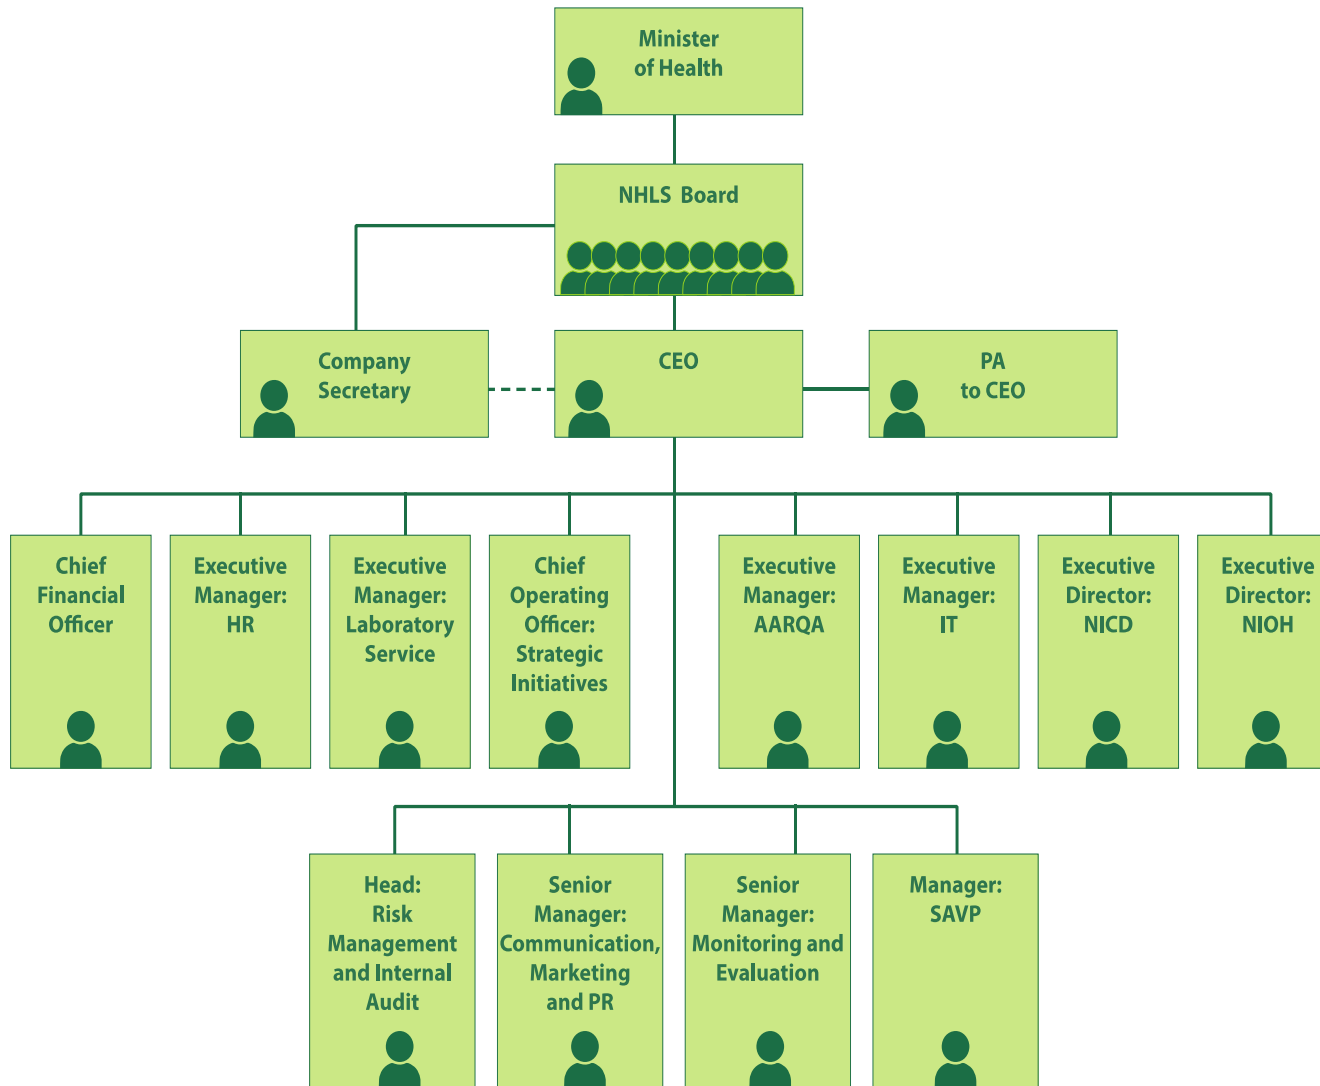 Minister
of Health
NHLS Board
Company
Secretary
CEO
PA
to CEO
Chief
Financial
Officer
Executive
Manager:
HR
Executive
Manager:
Laboratory
Service
Chief
Operating
Officer:
Strategic
Initiatives
Executive
Manager:
AARQA
Executive
Manager:
IT
Executive
Director:
NICD
Executive
Director:
NIOH
Head:
Risk
Management
and Internal
Audit
Senior
Manager:
Communication,
Marketing
and PR
Senior
Manager:
Monitoring and
Evaluation
Manager:
SAVP